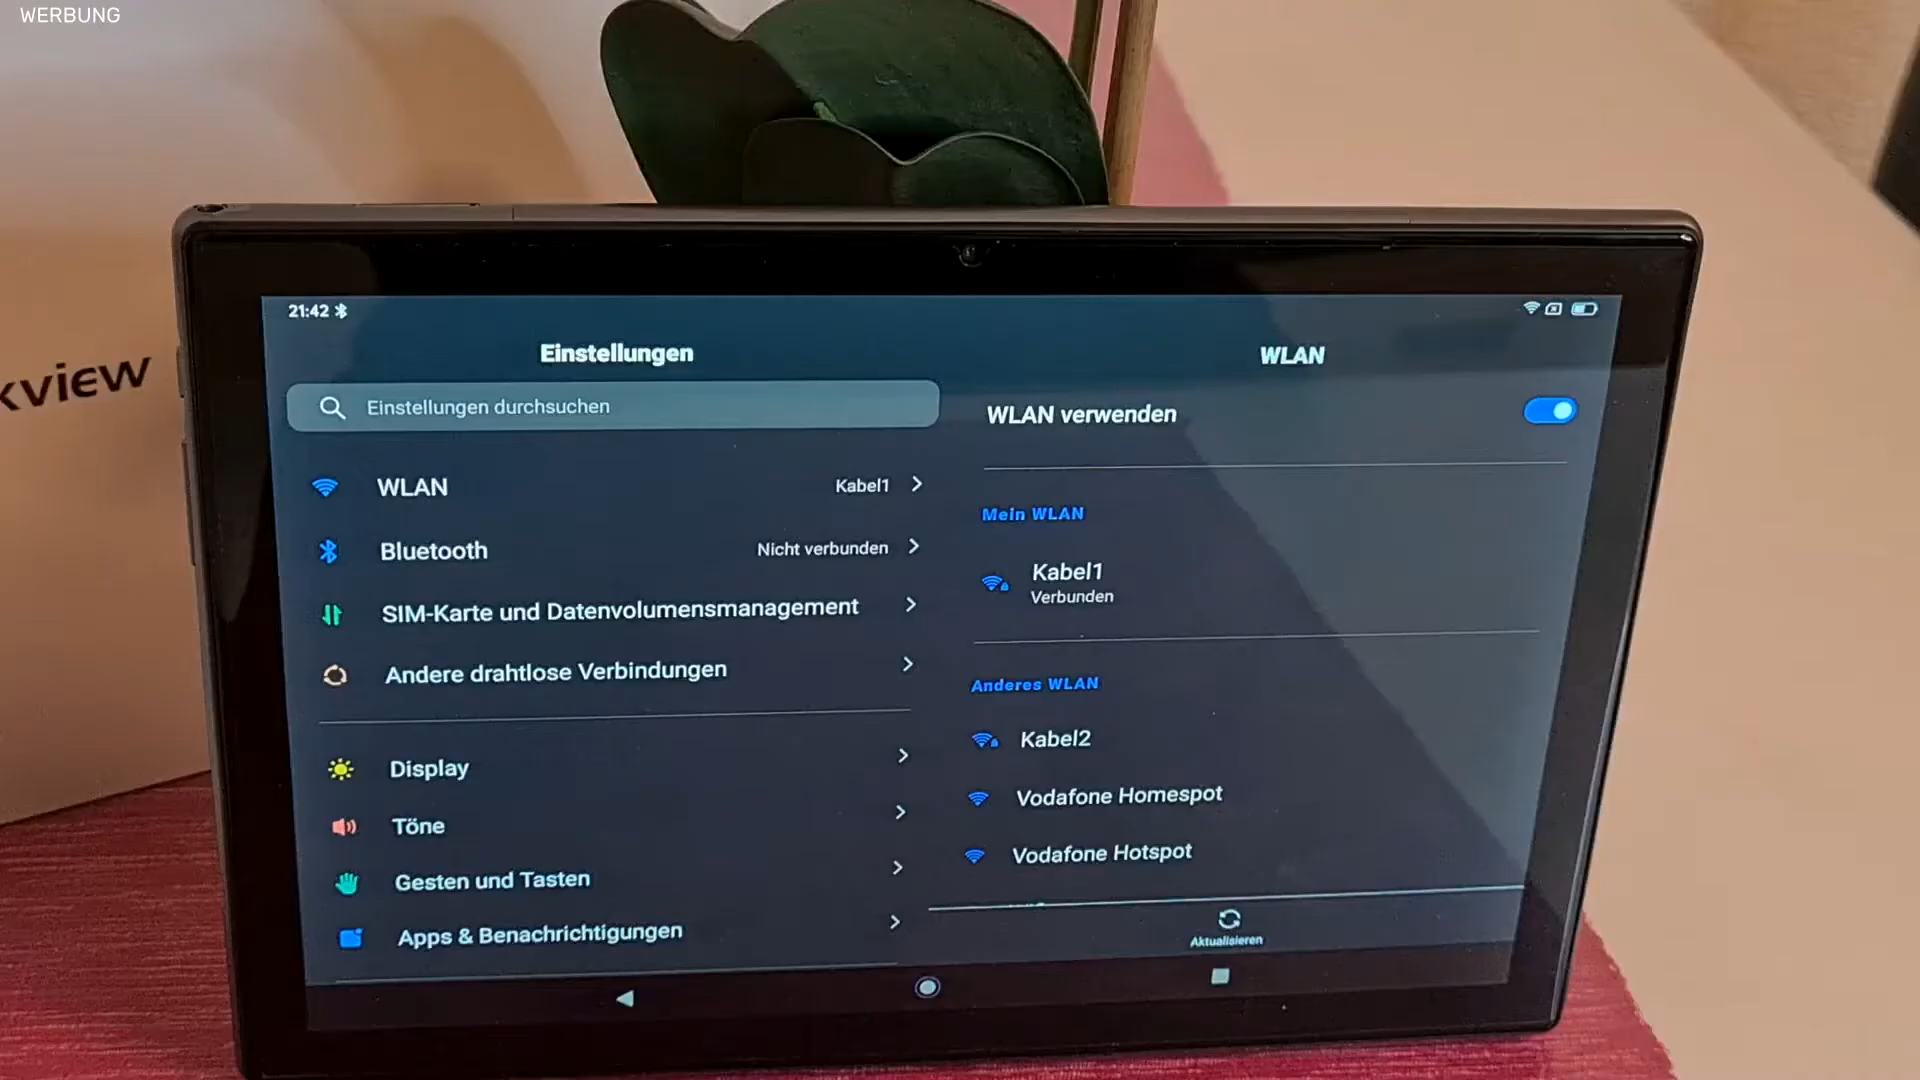 WERBUNG
kview
21:42
Einstellungen
Einstellungen durchsuchen
WLAN
Kabel1
Bluetooth
Nicht verbunden
SIM-Karte und Datenvolumensmanagement
Andere drahtlose Verbindungen
Display
Töne
Gesten und Tasten
Apps & Benachrichtigungen
WLAN
WLAN verwenden
Mein WLAN
Kabel1
Verbunden
Anderes WLAN
Kabel2
Vodafone Homespot
Vodafone Hotspot
Aktualisieren